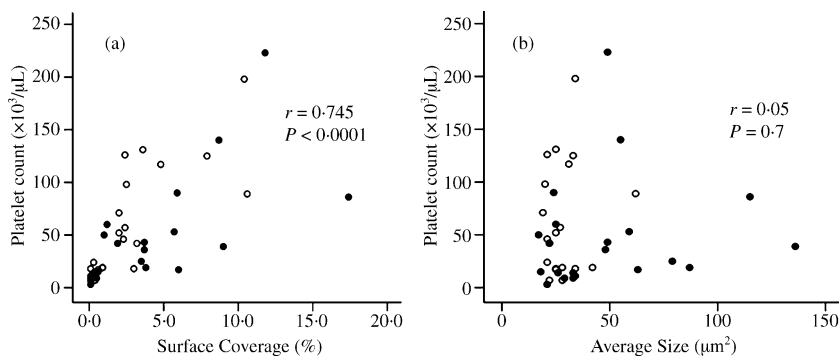 (a)
Platelet count (×10³/μL)
250
200
150
100
50
0
r = 0·745
P < 0·0001
0·0 5·0 10·0 15·0 20·0
Surface Coverage (%)
(b)
Platelet count (×10³/μL)
250
200
150
100
50
0
r = 0·05
P = 0·7
0 50 100 150
Average Size (μm²)